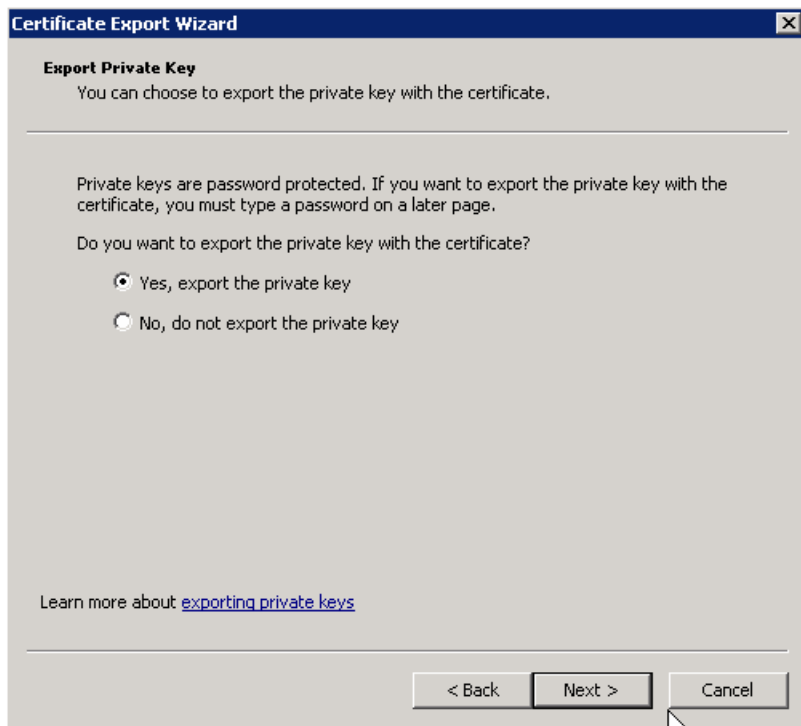 Certificate Export Wizard
Export Private Key
You can choose to export the private key with the certificate.
Private keys are password protected. If you want to export the private key with the
certificate, you must type a password on a later page.
Do you want to export the private key with the certificate?
Yes, export the private key
No, do not export the private key
Learn more about exporting private keys
< Back Next > Cancel